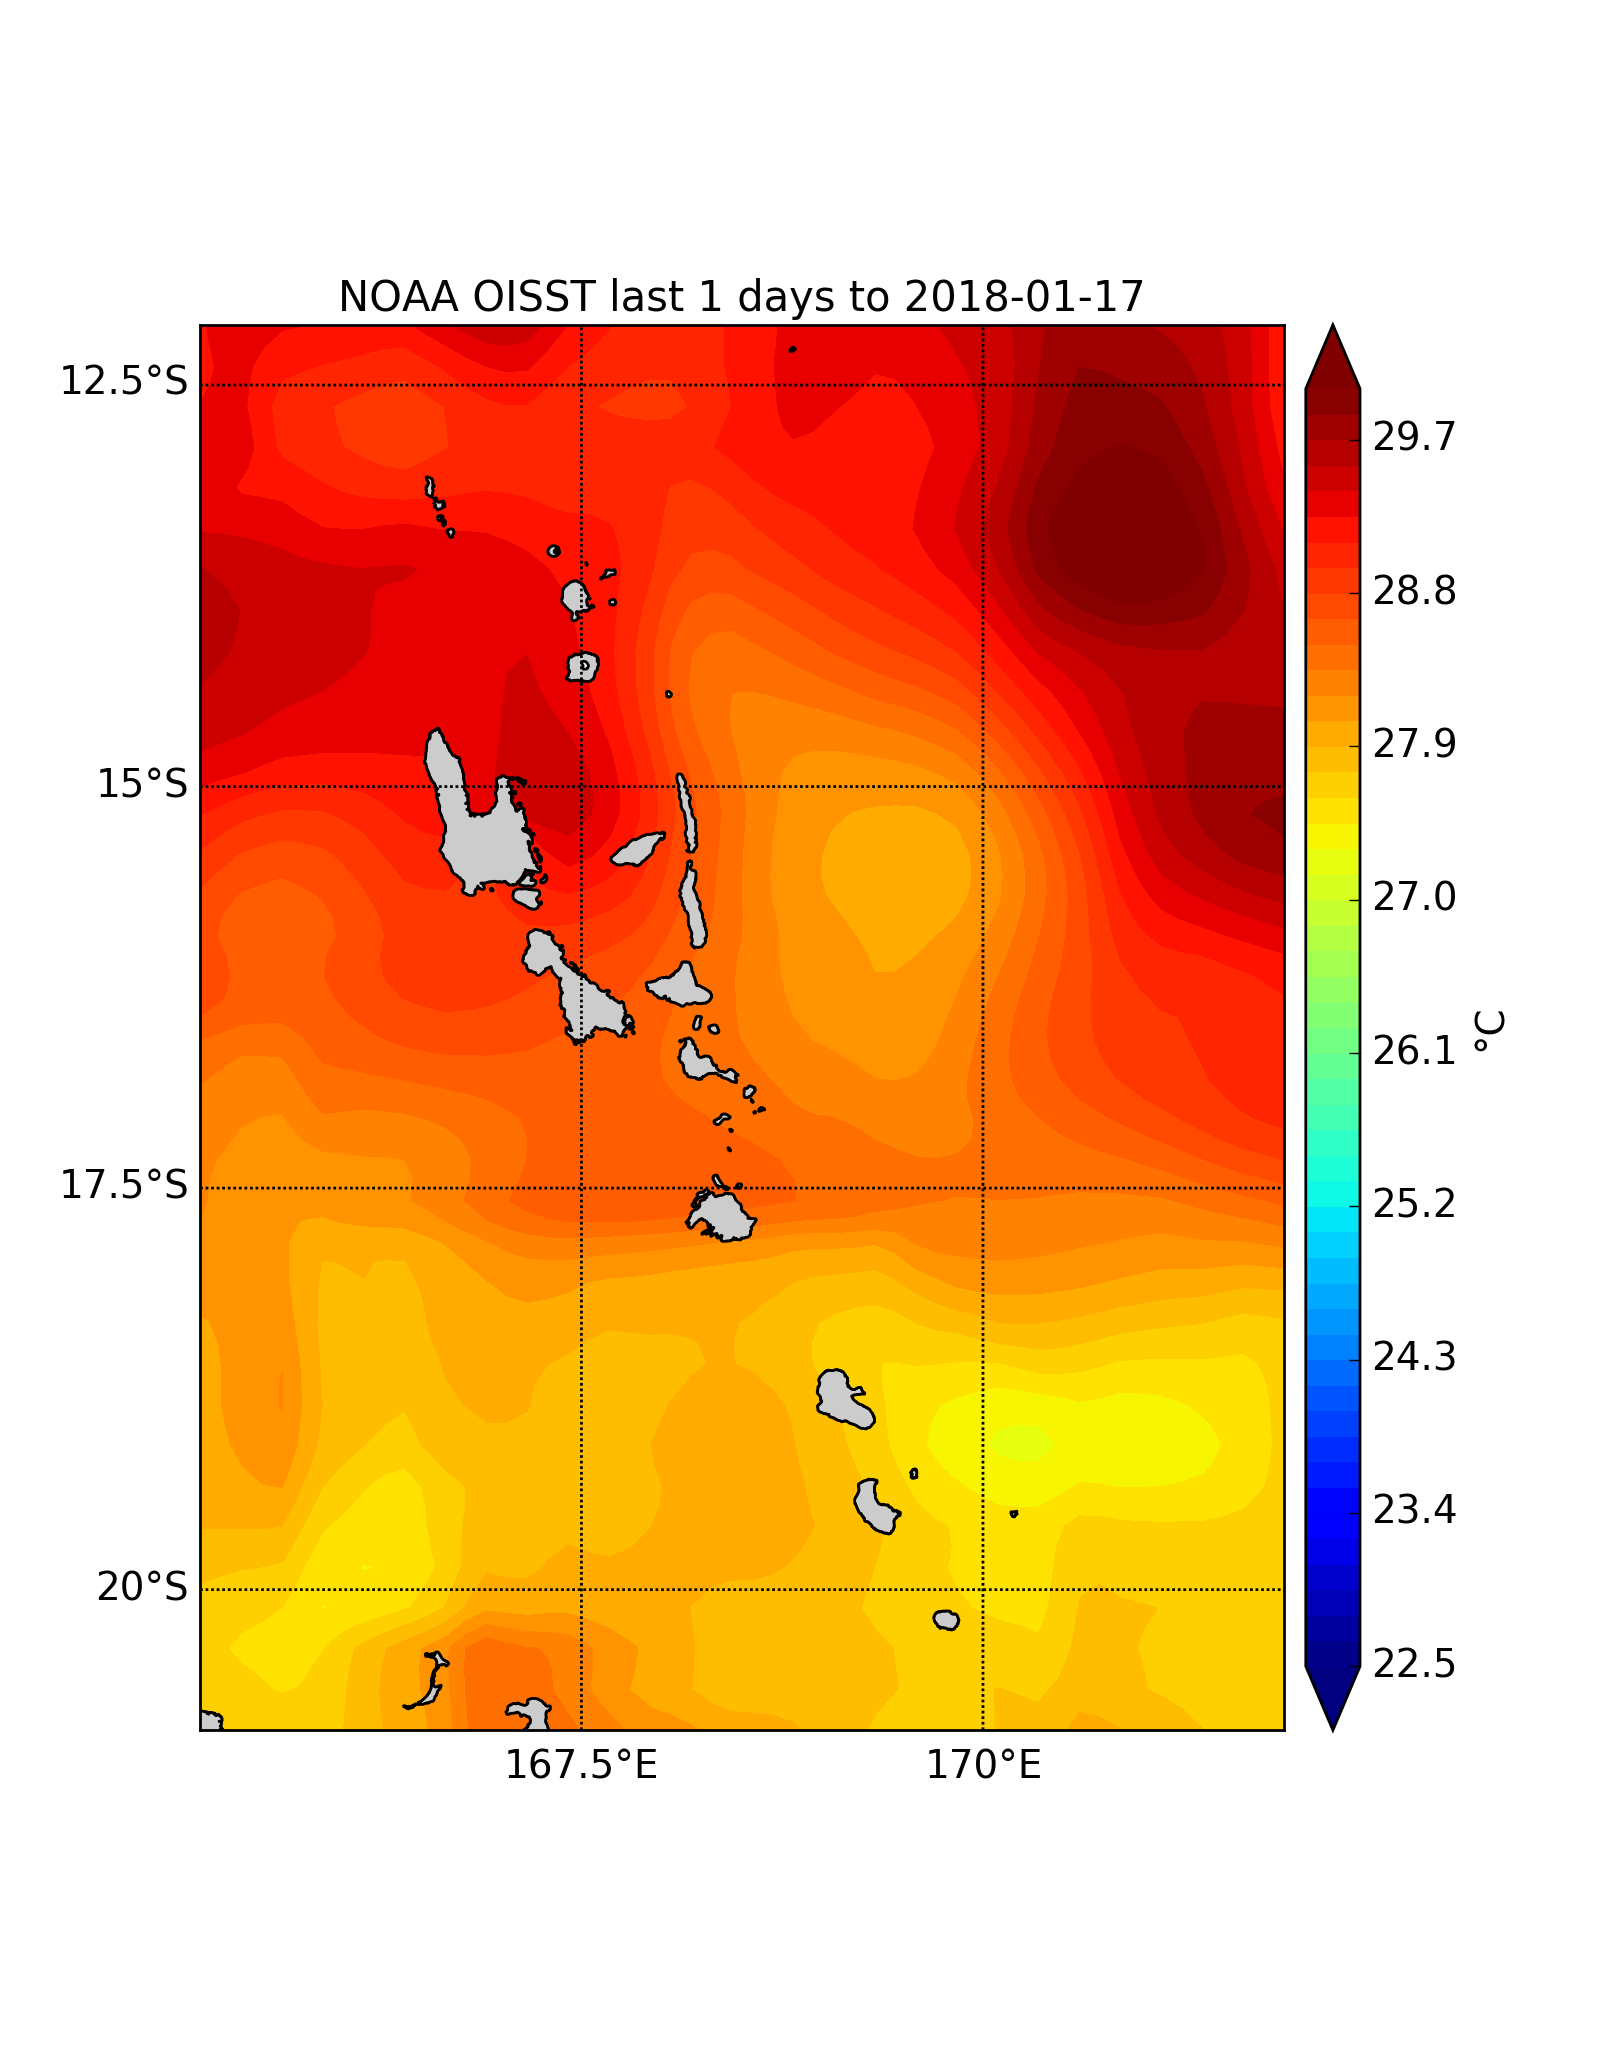 NOAA OISST last 1 days to 2018-01-17
12.5°S
15°S
17.5°S
20°S
167.5°E
170°E
29.7
28.8
27.9
27.0
26.1
25.2
24.3
23.4
22.5
°C